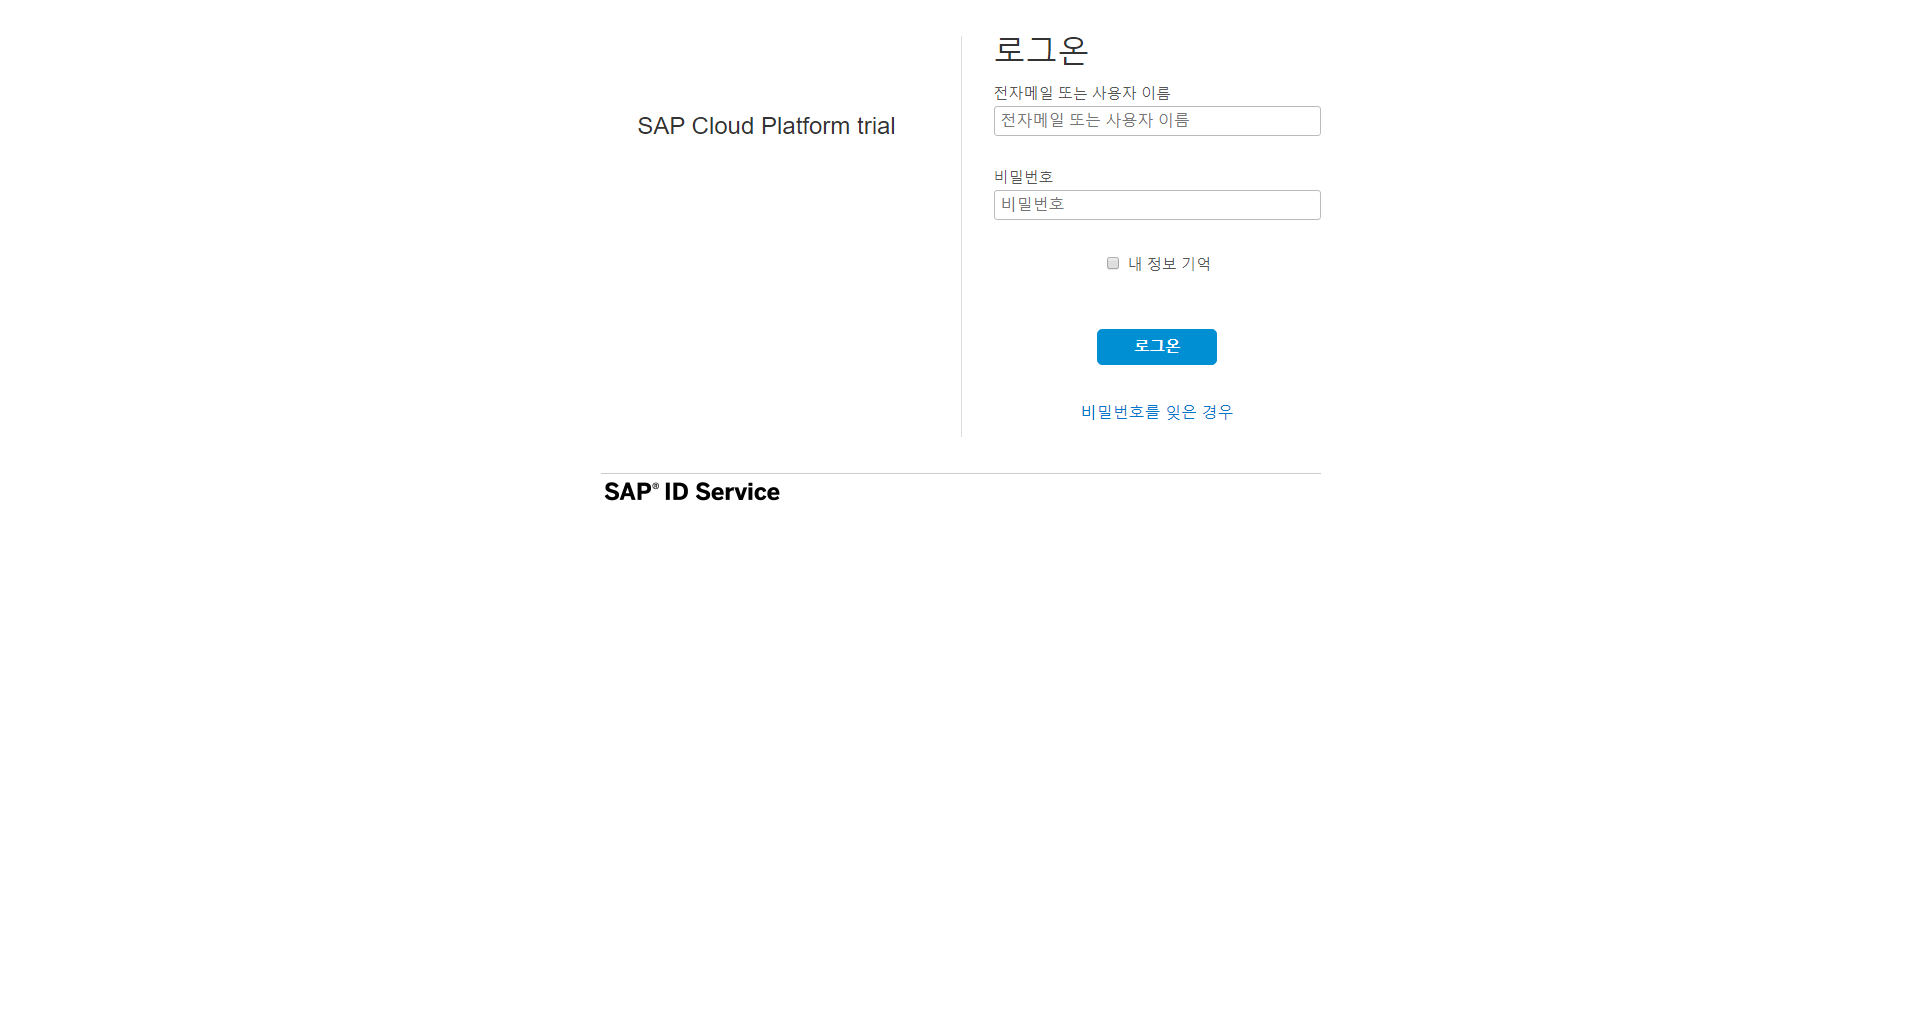 SAP Cloud Platform trial
로그온
전자메일 또는 사용자 이름
전자메일 또는 사용자 이름
비밀번호
비밀번호
내 정보 기억
로그온
비밀번호를 잊은 경우
SAP® ID Service